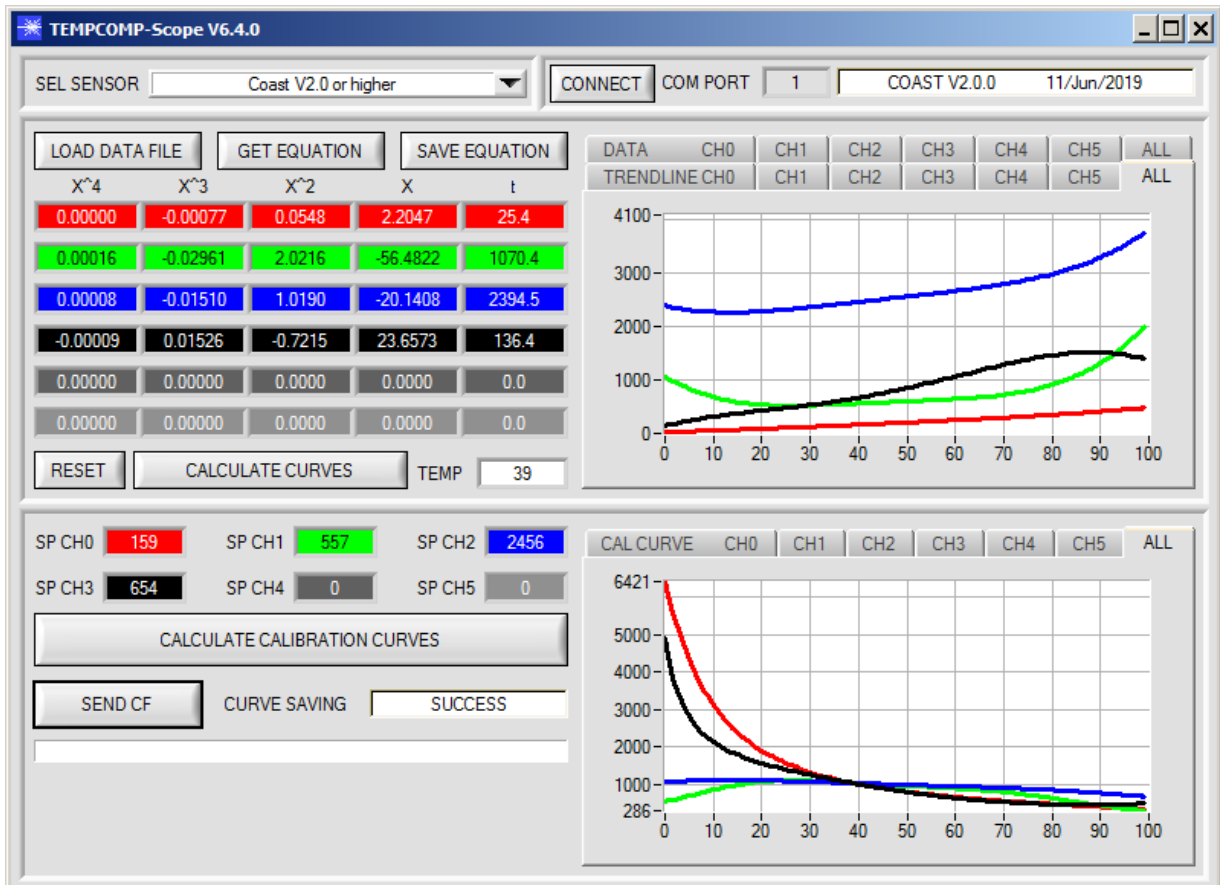 TEMPCOMP-Scope V6.4.0
SEL SENSOR Coast V2.0 or higher
CONNECT COM PORT 1 COAST V2.0.0 11/Jun/2019
LOAD DATA FILE GET EQUATION SAVE EQUATION
X^4 X^3 X^2 X t
0.00000 -0.00077 0.0548 2.2047 25.4
0.00016 -0.02961 2.0216 -56.4822 1070.4
0.00008 -0.01510 1.0190 -20.1408 2394.5
-0.00009 0.01526 -0.7215 23.6573 136.4
0.00000 0.00000 0.0000 0.0000 0.0
0.00000 0.00000 0.0000 0.0000 0.0
RESET CALCULATE CURVES TEMP 39
DATA CH0 CH1 CH2 CH3 CH4 CH5 ALL
TRENDLINE CH0 CH1 CH2 CH3 CH4 CH5 ALL
4100
3000
2000
1000
0
0 10 20 30 40 50 60 70 80 90 100
SP CH0 159 SP CH1 557 SP CH2 2456
SP CH3 654 SP CH4 0 SP CH5 0
CALCULATE CALIBRATION CURVES
SEND CF CURVE SAVING SUCCESS
CAL CURVE CH0 CH1 CH2 CH3 CH4 CH5 ALL
6421
5000
4000
3000
2000
1000
286
0 10 20 30 40 50 60 70 80 90 100